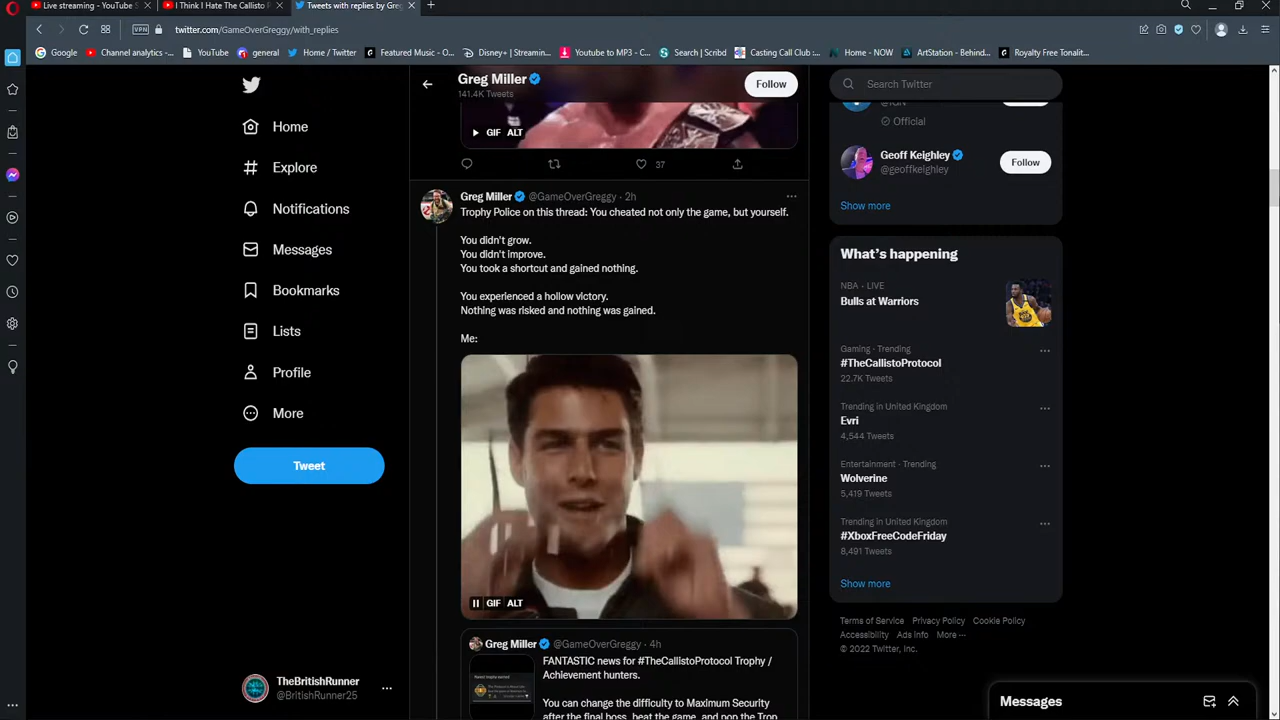 Live streaming - YouTube S
I Think I Hate The Callisto F
Tweets with replies by Greg
VPN
twitter.com/GameOverGreggy/with_replies
Google
Channel analytics -...
YouTube
general
Home / Twitter
Featured Music - O...
Disney+ | Streamin...
Youtube to MP3 - C...
Search | Scribd
Casting Call Club :...
Home - NOW
ArtStation - Behind...
Royalty Free Tonalit...
Home
Explore
Notifications
Messages
Bookmarks
Lists
Profile
More
Tweet
TheBritishRunner
@BritishRunner25
Greg Miller
141.4K Tweets
Follow
GIF ALT
37
Greg Miller @GameOverGreggy · 2h
Trophy Police on this thread: You cheated not only the game, but yourself.
You didn't grow.
You didn't improve.
You took a shortcut and gained nothing.
You experienced a hollow victory.
Nothing was risked and nothing was gained.
Me:
GIF ALT
Greg Miller @GameOverGreggy · 4h
FANTASTIC news for #TheCallistoProtocol Trophy /
Achievement hunters.
You can change the difficulty to Maximum Security
after the final boss, beat the game, and pop the Trop
Search Twitter
@IGN
Official
Geoff Keighley
@geoffkeighley
Follow
Show more
What's happening
NBA · LIVE
Bulls at Warriors
Gaming · Trending
#TheCallistoProtocol
22.7K Tweets
Trending in United Kingdom
Evri
4,544 Tweets
Entertainment · Trending
Wolverine
5,419 Tweets
Trending in United Kingdom
#XboxFreeCodeFriday
8,491 Tweets
Show more
Terms of Service Privacy Policy Cookie Policy
Accessibility Ads info More ···
© 2022 Twitter, Inc.
Messages